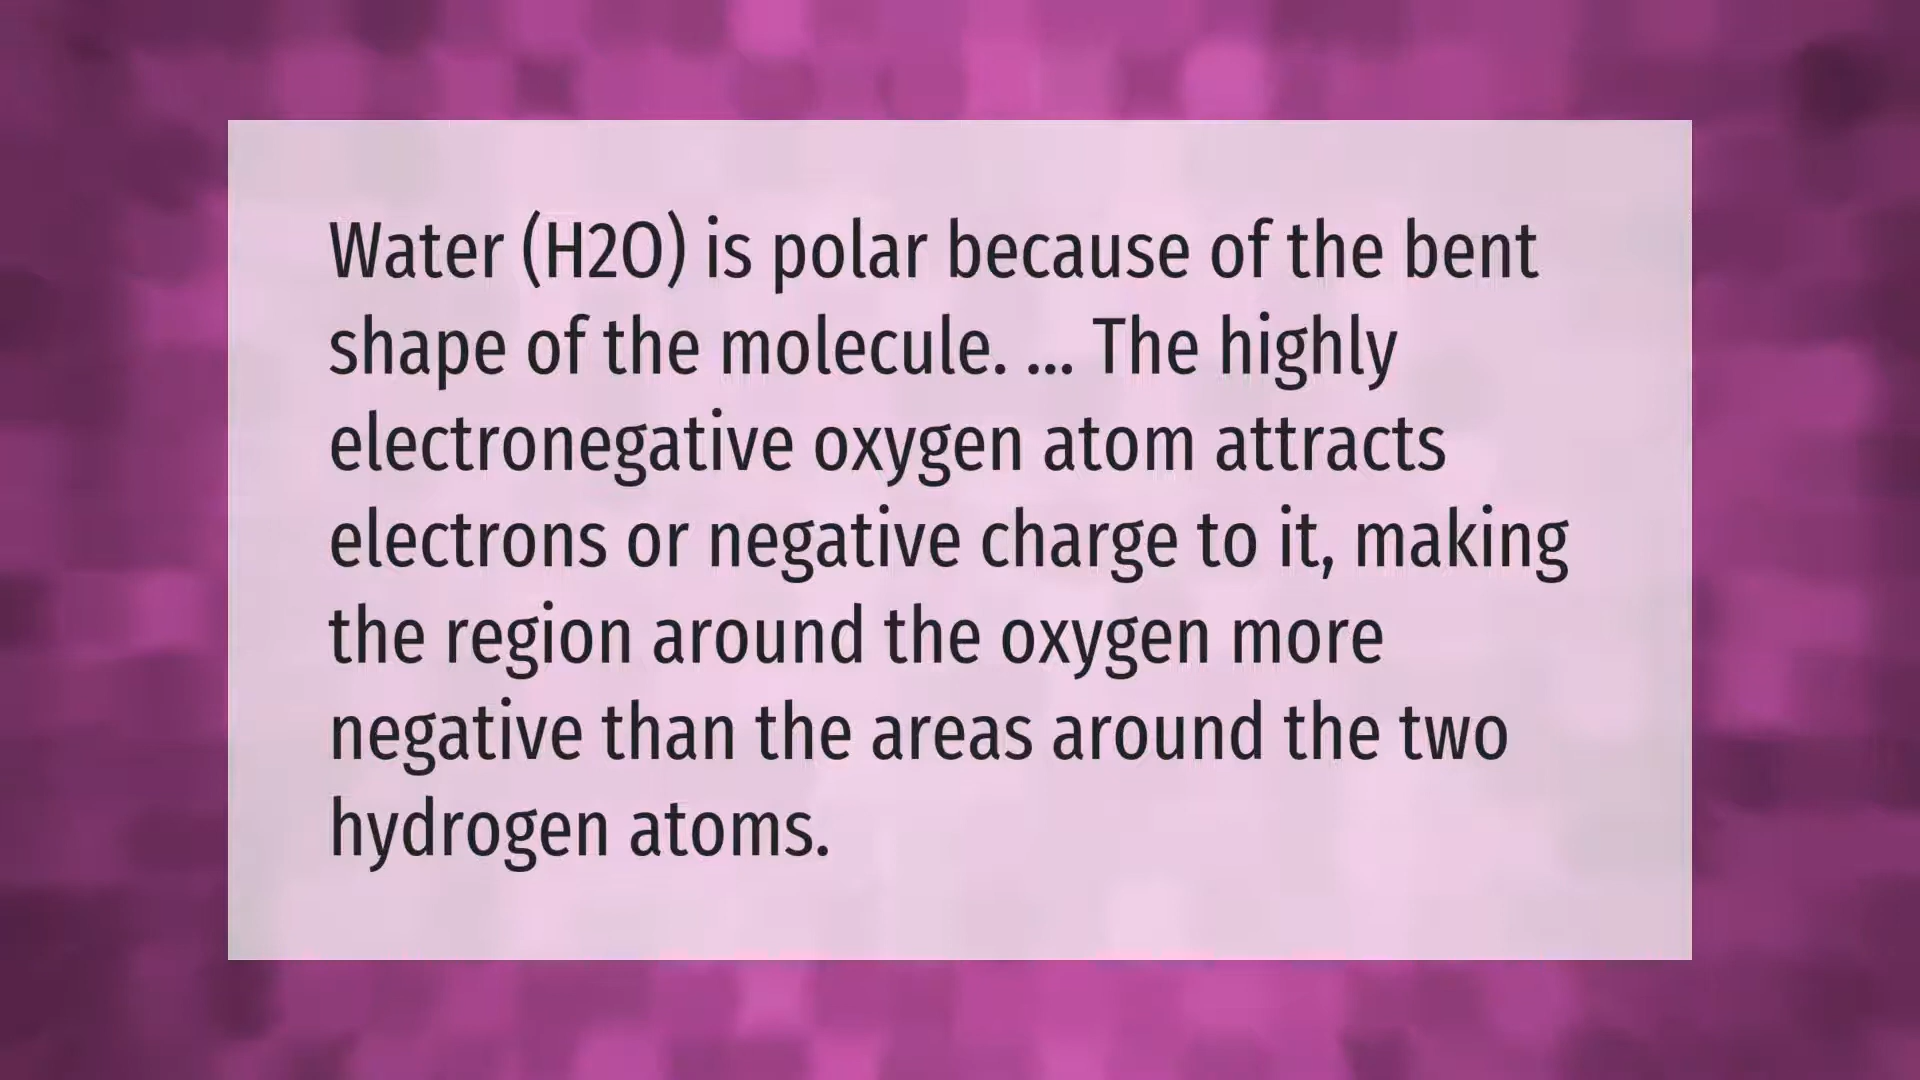 Water (H2O) is polar because of the bent
shape of the molecule. ... The highly
electronegative oxygen atom attracts
electrons or negative charge to it, making
the region around the oxygen more
negative than the areas around the two
hydrogen atoms.